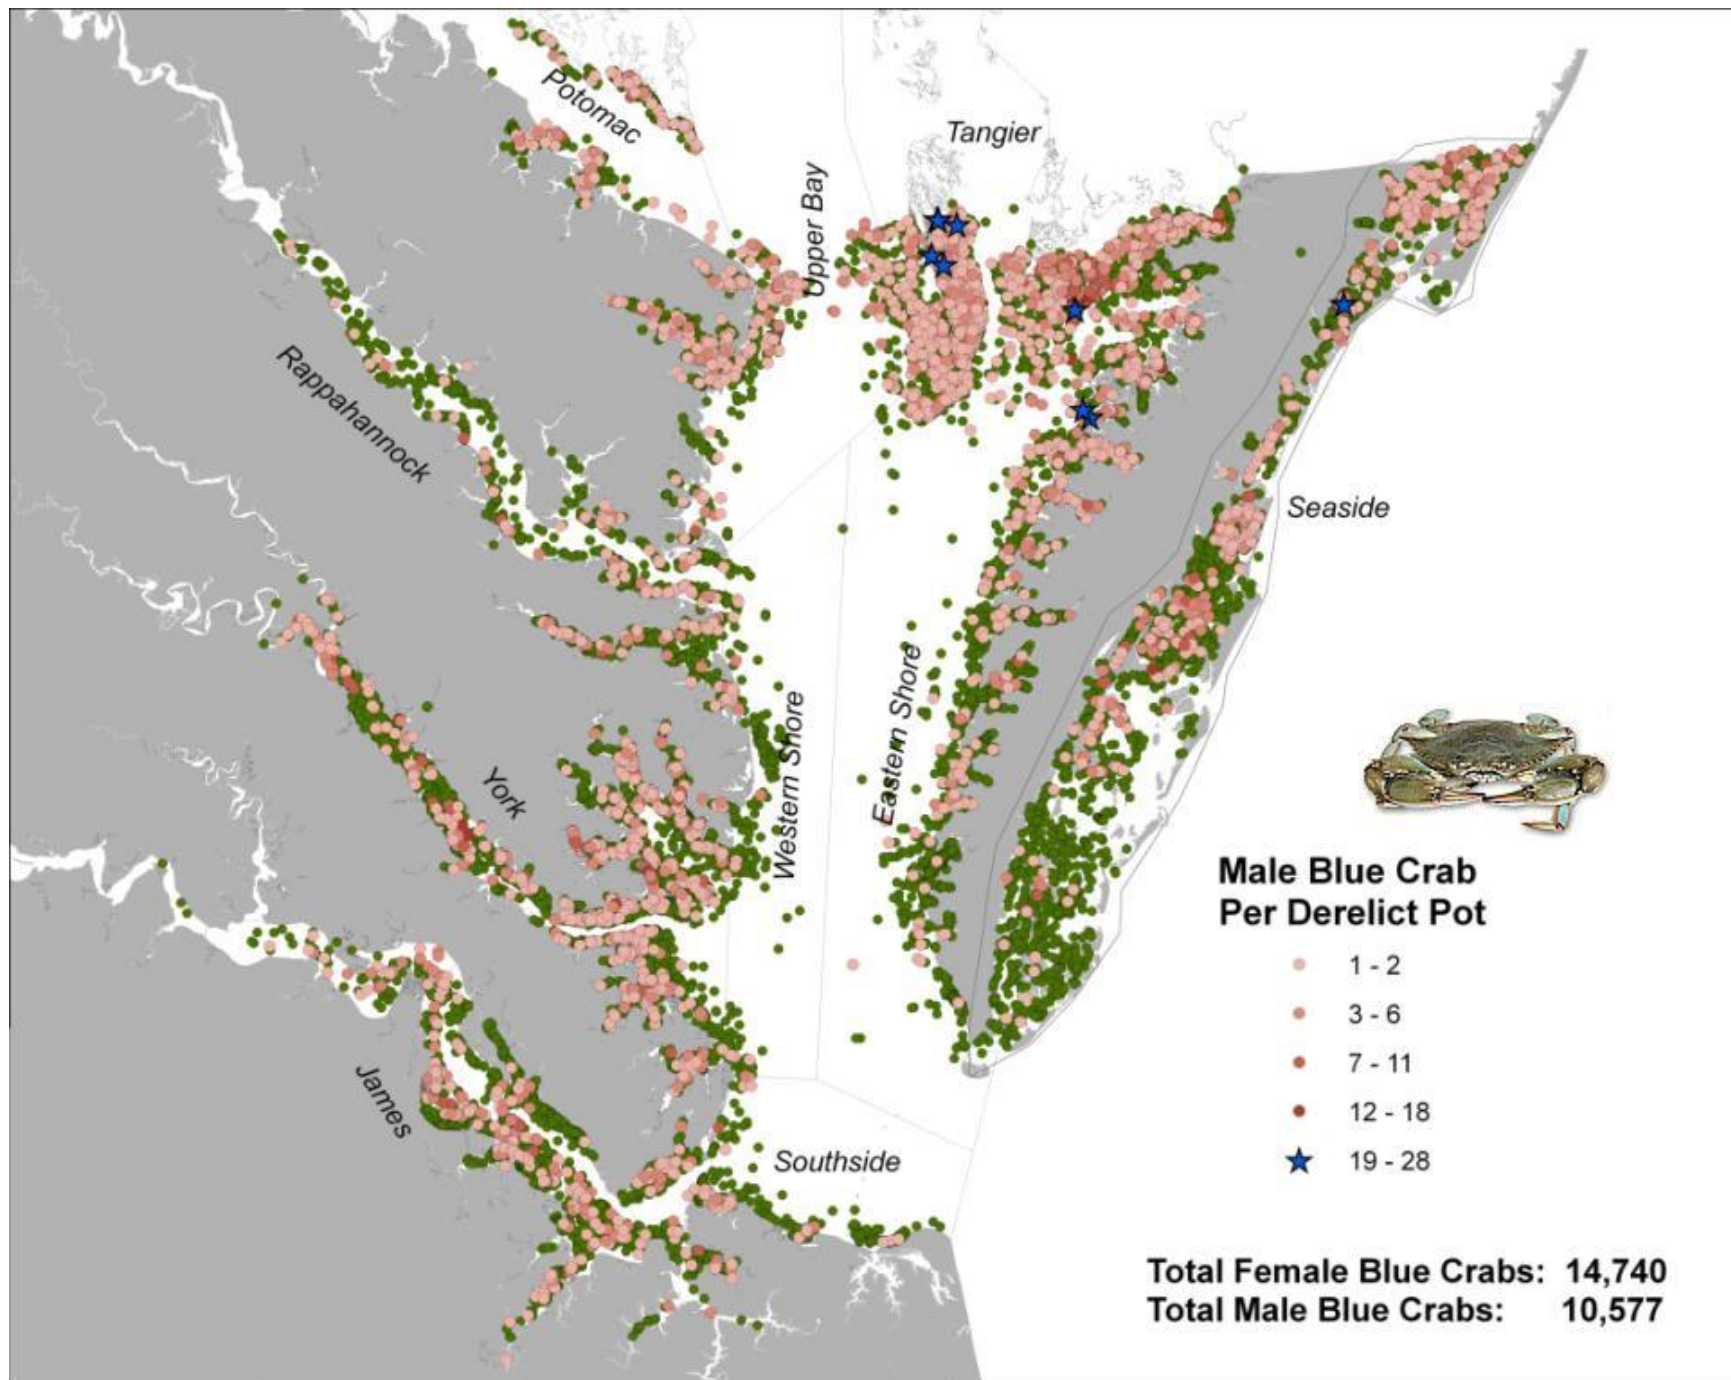 Potomac
Tangier
Upper Bay
Rappahannock
Seaside
Western Shore
Eastern Shore
York
James
Southside
Male Blue Crab
Per Derelict Pot
1 - 2
3 - 6
7 - 11
12 - 18
19 - 28
Total Female Blue Crabs: 14,740
Total Male Blue Crabs: 10,577